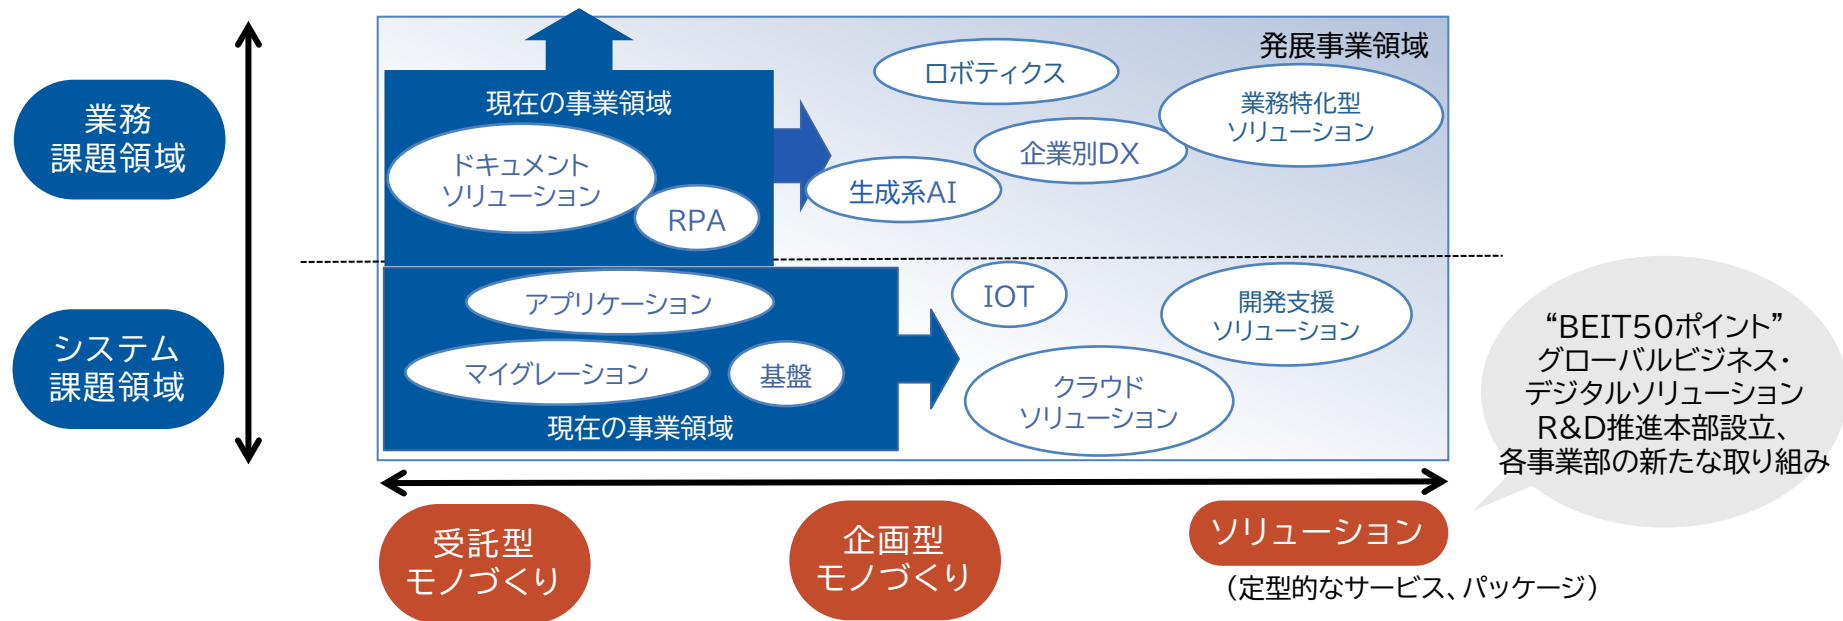 発展事業領域
業務
課題領域
現在の事業領域
ドキュメント
ソリューション
RPA
ロボティクス
業務特化型
ソリューション
企業別DX
生成系AI
システム
課題領域
アプリケーション
マイグレーション
基盤
現在の事業領域
IOT
開発支援
ソリューション
クラウド
ソリューション
“BEIT50ポイント”
グローバルビジネス・
デジタルソリューション
R&D推進本部設立、
各事業部の新たな取り組み
受託型
モノづくり
企画型
モノづくり
ソリューション
（定型的なサービス、パッケージ）